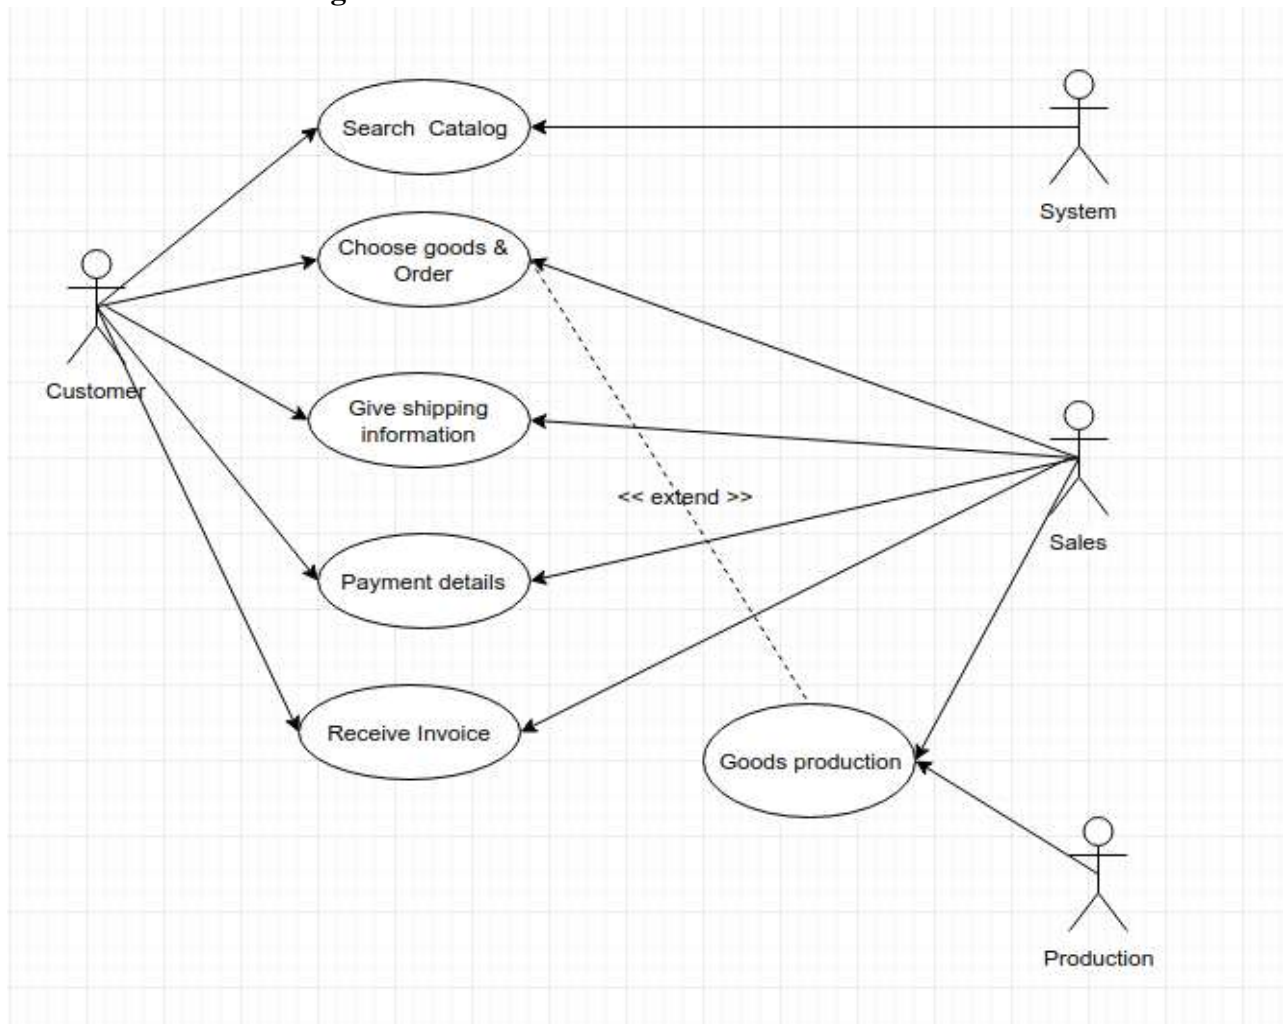 Search Catalog
System
Choose goods &
Order
Customer
Give shipping
information
<< extend >>
Sales
Payment details
Receive Invoice
Goods production
Production